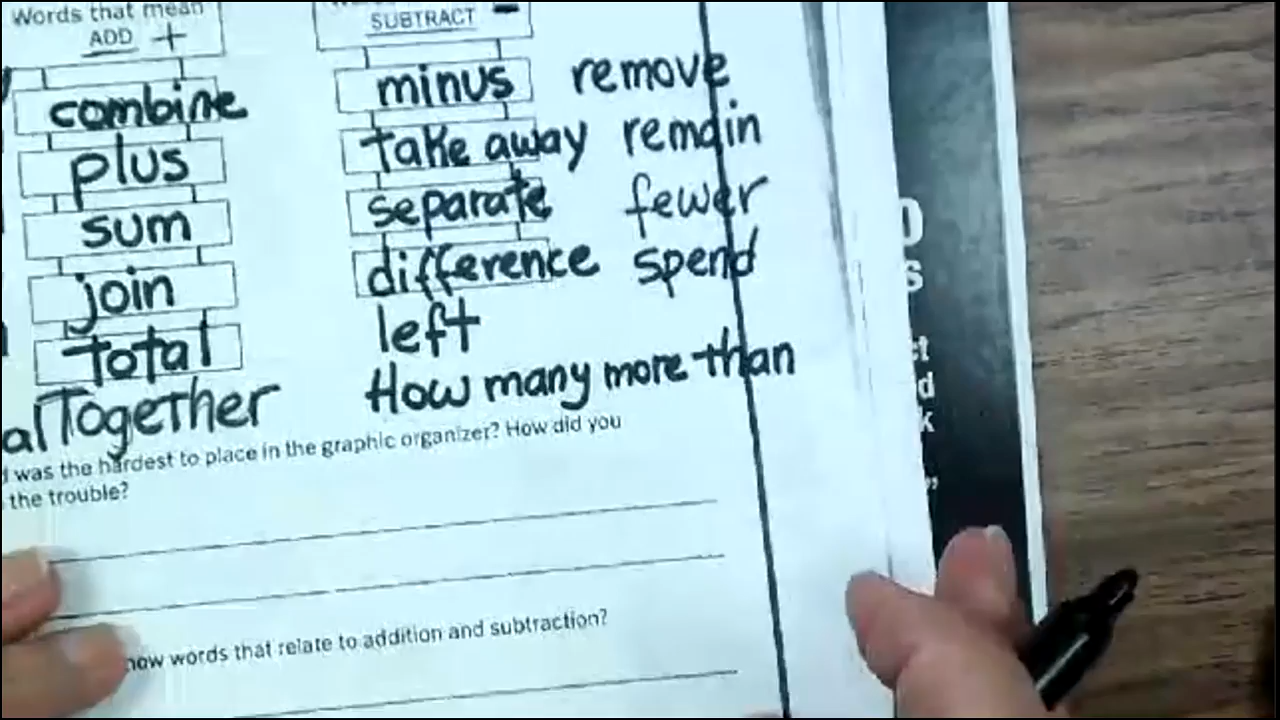 Words that mean
ADD +
SUBTRACT -
combine
plus
sum
join
total
alTogether
minus remove
take away remain
separate fewer
difference spend
left
How many more than
was the hardest to place in the graphic organizer? How did you
the trouble?
words that relate to addition and subtraction?